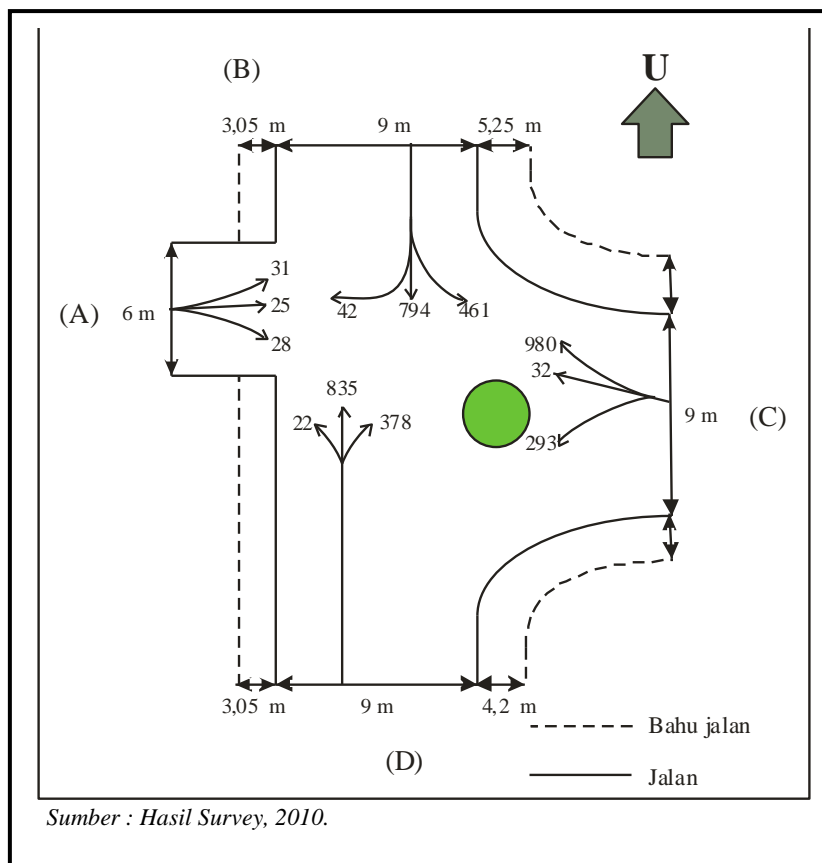 (B)
U
3,05 m
9 m
5,25 m
31
(A)
6 m
25
28
42
794
461
980
32
9 m
(C)
835
22
378
293
3,05 m
9 m
4,2 m
Bahu jalan
(D)
Jalan
Sumber : Hasil Survey, 2010.